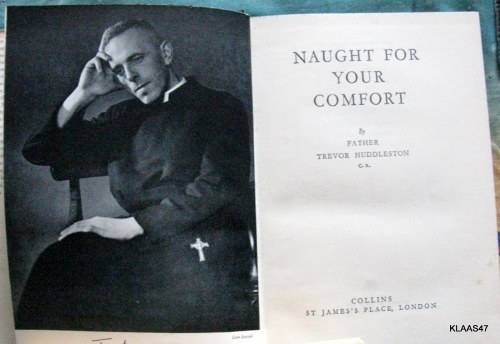 NAUGHT FOR
YOUR
COMFORT
by
FATHER
TREVOR HUDDLESTON
C.R.
COLLINS
ST JAMES'S PLACE, LONDON
KLAAS47